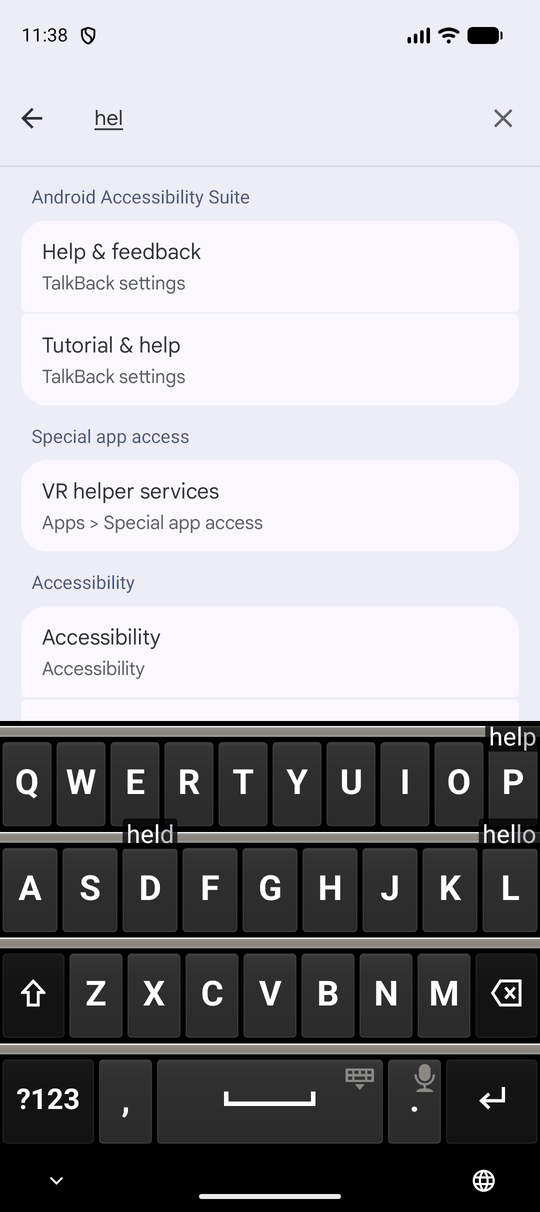 11:38
hel
Android Accessibility Suite
Help & feedback
TalkBack settings
Tutorial & help
TalkBack settings
Special app access
VR helper services
Apps > Special app access
Accessibility
Accessibility
Accessibility
help
Q W E R T Y U I O P
held hello
A S D F G H J K L
Z X C V B N M
?123 , .